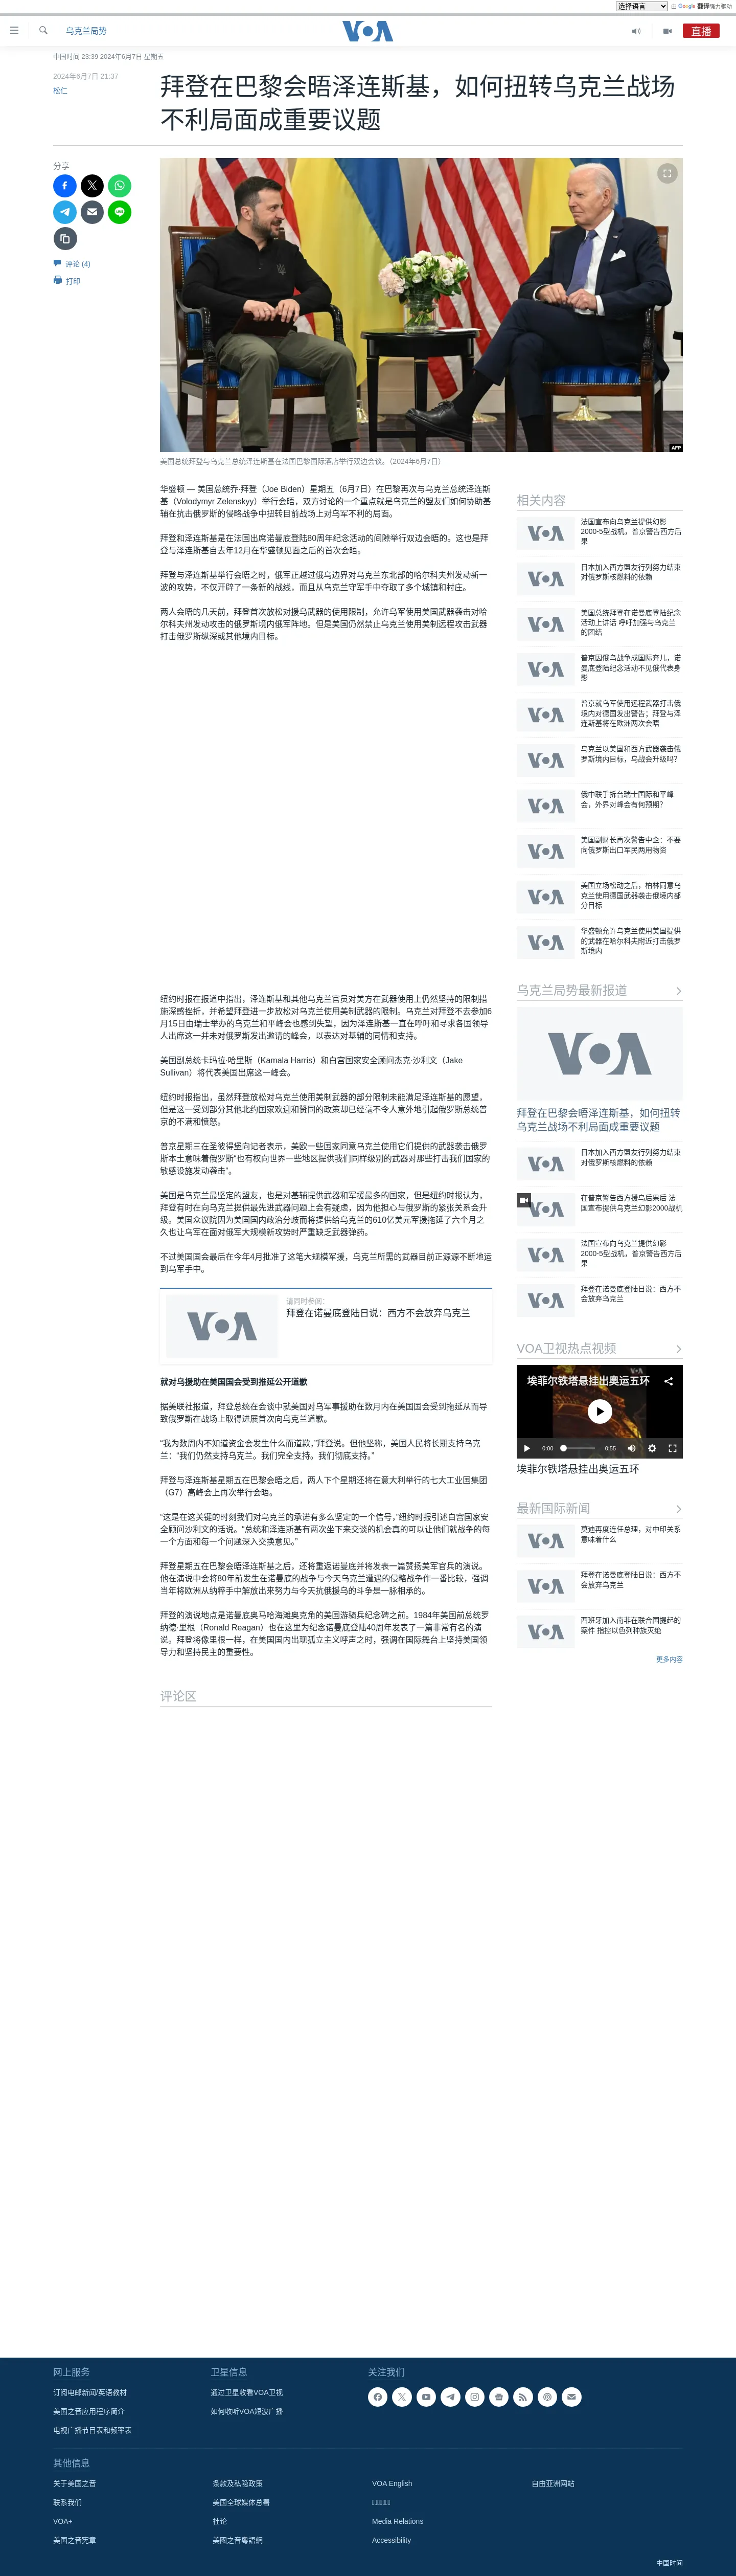 选择语言 由 Google 翻译强力驱动
乌克兰局势
VOA
直播
中国时间 23:39 2024年6月7日 星期五
2024年6月7日 21:37
松仁
拜登在巴黎会晤泽连斯基，如何扭转乌克兰战场
不利局面成重要议题
分享
评论 (4)
打印
AFP
美国总统拜登与乌克兰总统泽连斯基在法国巴黎国际酒店举行双边会谈。（2024年6月7日）
华盛顿 — 美国总统乔·拜登（Joe Biden）星期五（6月7日）在巴黎再次与乌克兰总统泽连斯
基（Volodymyr Zelenskyy）举行会晤，双方讨论的一个重点就是乌克兰的盟友们如何协助基
辅在抗击俄罗斯的侵略战争中扭转目前战场上对乌军不利的局面。
拜登和泽连斯基是在法国出席诺曼底登陆80周年纪念活动的间隙举行双边会晤的。这也是拜
登与泽连斯基自去年12月在华盛顿见面之后的首次会晤。
拜登与泽连斯基举行会晤之时，俄军正越过俄乌边界对乌克兰东北部的哈尔科夫州发动新一
波的攻势，不仅开辟了一条新的战线，而且从乌克兰守军手中夺取了多个城镇和村庄。
两人会晤的几天前，拜登首次放松对援乌武器的使用限制，允许乌军使用美国武器袭击对哈
尔科夫州发动攻击的俄罗斯境内俄军阵地。但是美国仍然禁止乌克兰使用美制远程攻击武器
打击俄罗斯纵深或其他境内目标。
纽约时报在报道中指出，泽连斯基和其他乌克兰官员对美方在武器使用上仍然坚持的限制措
施深感挫折，并希望拜登进一步放松对乌克兰使用美制武器的限制。乌克兰对拜登不去参加6
月15日由瑞士举办的乌克兰和平峰会也感到失望，因为泽连斯基一直在呼吁和寻求各国领导
人出席这一并未对俄罗斯发出邀请的峰会，以表达对基辅的同情和支持。
美国副总统卡玛拉·哈里斯（Kamala Harris）和白宫国家安全顾问杰克·沙利文（Jake
Sullivan）将代表美国出席这一峰会。
纽约时报指出，虽然拜登放松对乌克兰使用美制武器的部分限制未能满足泽连斯基的愿望，
但是这一受到部分其他北约国家欢迎和赞同的政策却已经毫不令人意外地引起俄罗斯总统普
京的不满和愤怒。
普京星期三在圣彼得堡向记者表示，美欧一些国家同意乌克兰使用它们提供的武器袭击俄罗
斯本土意味着俄罗斯“也有权向世界一些地区提供我们同样级别的武器对那些打击我们国家的
敏感设施发动袭击”。
美国是乌克兰最坚定的盟友，也是对基辅提供武器和军援最多的国家，但是纽约时报认为，
拜登有时在向乌克兰提供最先进武器问题上会有疑虑，因为他担心与俄罗斯的紧张关系会升
级。美国众议院因为美国国内政治分歧而将提供给乌克兰的610亿美元军援拖延了六个月之
久也让乌军在面对俄军大规模新攻势时严重缺乏武器弹药。
不过美国国会最后在今年4月批准了这笔大规模军援，乌克兰所需的武器目前正源源不断地运
到乌军手中。
请同时参阅：
拜登在诺曼底登陆日说：西方不会放弃乌克兰
就对乌援助在美国国会受到推延公开道歉
据美联社报道，拜登总统在会谈中就美国对乌军事援助在数月内在美国国会受到拖延从而导
致俄罗斯在战场上取得进展首次向乌克兰道歉。
“我为数周内不知道资金会发生什么而道歉，”拜登说。但他坚称，美国人民将长期支持乌克
兰：“我们仍然支持乌克兰。我们完全支持。我们彻底支持。”
拜登与泽连斯基星期五在巴黎会晤之后，两人下个星期还将在意大利举行的七大工业国集团
（G7）高峰会上再次举行会晤。
“这是在这关键的时刻我们对乌克兰的承诺有多么坚定的一个信号，”纽约时报引述白宫国家安
全顾问沙利文的话说。“总统和泽连斯基有两次坐下来交谈的机会真的可以让他们就战争的每
一个方面和每一个问题深入交换意见。”
拜登星期五在巴黎会晤泽连斯基之后，还将重返诺曼底并将发表一篇赞扬美军官兵的演说。
他在演说中会将80年前发生在诺曼底的战争与今天乌克兰遭遇的侵略战争作一番比较，强调
当年将欧洲从纳粹手中解放出来努力与今天抗俄援乌的斗争是一脉相承的。
拜登的演说地点是诺曼底奥马哈海滩奥克角的美国游骑兵纪念碑之前。1984年美国前总统罗
纳德·里根（Ronald Reagan）也在这里为纪念诺曼底登陆40周年发表了一篇非常有名的演
说。拜登将像里根一样，在美国国内出现孤立主义呼声之时，强调在国际舞台上坚持美国领
导力和坚持民主的重要性。
评论区
相关内容
法国宣布向乌克兰提供幻影
2000-5型战机，普京警告西方后
果
日本加入西方盟友行列努力结束
对俄罗斯核燃料的依赖
美国总统拜登在诺曼底登陆纪念
活动上讲话 呼吁加强与乌克兰
的团结
普京因俄乌战争成国际弃儿，诺
曼底登陆纪念活动不见俄代表身
影
普京就乌军使用远程武器打击俄
境内对德国发出警告；拜登与泽
连斯基将在欧洲两次会晤
乌克兰以美国和西方武器袭击俄
罗斯境内目标，乌战会升级吗？
俄中联手拆台瑞士国际和平峰
会，外界对峰会有何预期？
美国副财长再次警告中企：不要
向俄罗斯出口军民两用物资
美国立场松动之后，柏林同意乌
克兰使用德国武器袭击俄境内部
分目标
华盛顿允许乌克兰使用美国提供
的武器在哈尔科夫附近打击俄罗
斯境内
乌克兰局势最新报道
拜登在巴黎会晤泽连斯基，如何扭转
乌克兰战场不利局面成重要议题
日本加入西方盟友行列努力结束
对俄罗斯核燃料的依赖
在普京警告西方援乌后果后 法
国宣布提供乌克兰幻影2000战机
法国宣布向乌克兰提供幻影
2000-5型战机，普京警告西方后
果
拜登在诺曼底登陆日说：西方不
会放弃乌克兰
VOA卫视热点视频
埃菲尔铁塔悬挂出奥运五环
0:00 0:55
埃菲尔铁塔悬挂出奥运五环
最新国际新闻
莫迪再度连任总理，对中印关系
意味着什么
拜登在诺曼底登陆日说：西方不
会放弃乌克兰
西班牙加入南非在联合国提起的
案件 指控以色列种族灭绝
更多内容
网上服务
订阅电邮新闻/英语教材
美国之音应用程序简介
电视广播节目表和频率表
卫星信息
通过卫星收看VOA卫视
如何收听VOA短波广播
关注我们
其他信息
关于美国之音 条款及私隐政策 VOA English 自由亚洲网站
联系我们 美国全球媒体总署
VOA+ 社论 Media Relations
美国之音宪章 美國之音粵語網 Accessibility
中国时间